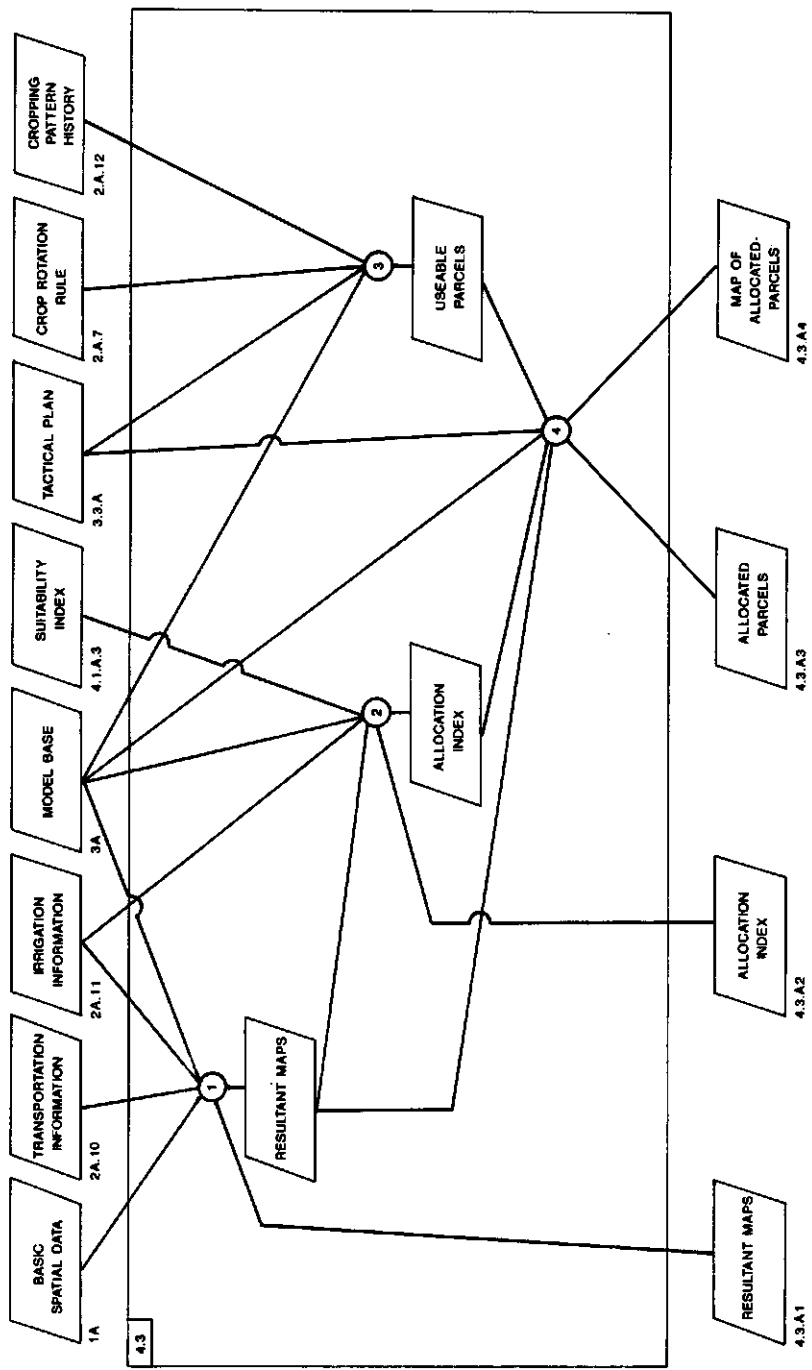 BASIC
SPATIAL DATA
1A
TRANSPORTATION
INFORMATION
2A.10
IRRIGATION
INFORMATION
2A.11
MODEL BASE
3A
SUITABILITY
INDEX
4.1.A.3
TACTICAL PLAN
3.3.A
CROP ROTATION
RULE
2.A.7
CROPPING
PATTERN
HISTORY
2.A.12
4.3
1
RESULTANT MAPS
2
ALLOCATION
INDEX
3
USEABLE
PARCELS
4
RESULTANT MAPS
4.3.A1
ALLOCATION
INDEX
4.3.A2
ALLOCATED
PARCELS
4.3.A3
MAP OF
ALLOCATED-
PARCELS
4.3.A4